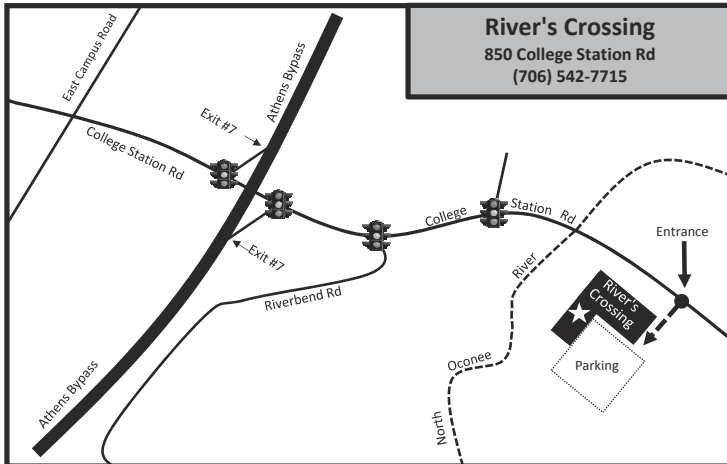 River's Crossing
850 College Station Rd
(706) 542-7715
East Campus Road
Athens Bypass
Exit #7
College Station Rd
College Station Rd
River
Entrance
Exit #7
River's
Crossing
Riverbend Rd
Oconee
Parking
Athens Bypass
North